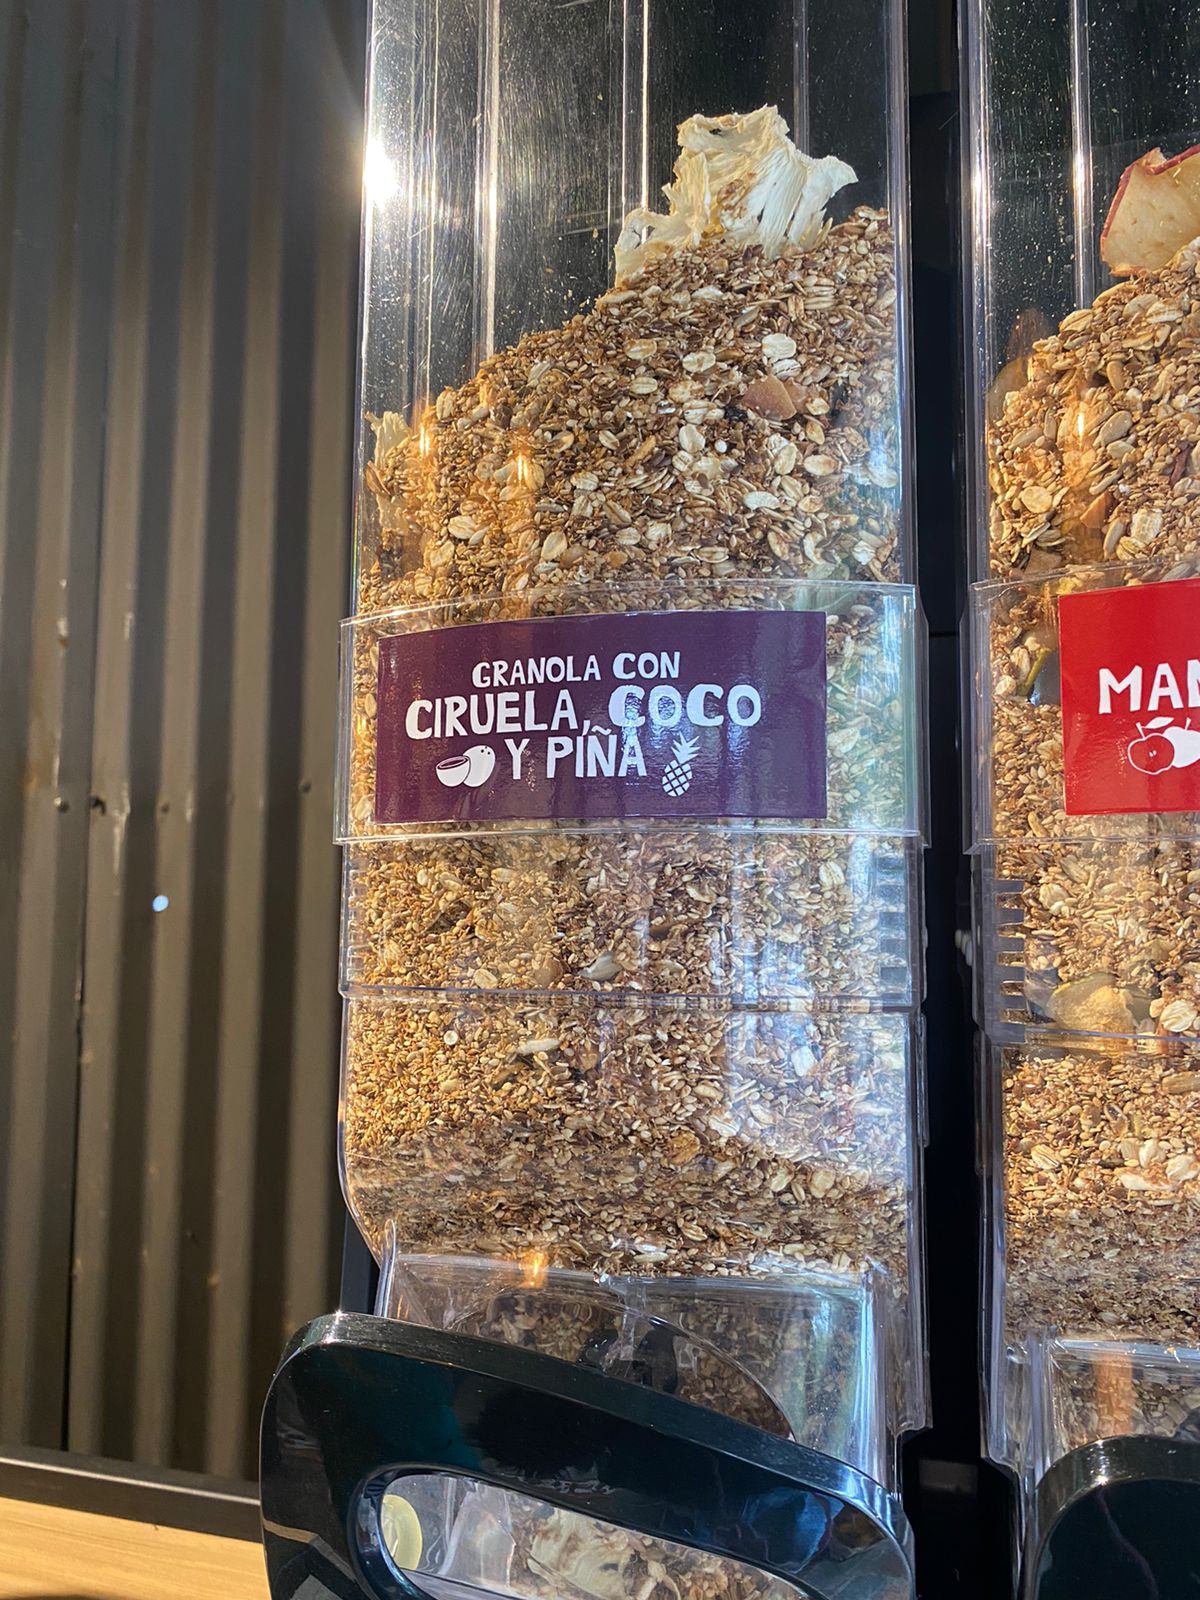 GRANOLA CON
CIRUELA, COCO
Y PIÑA